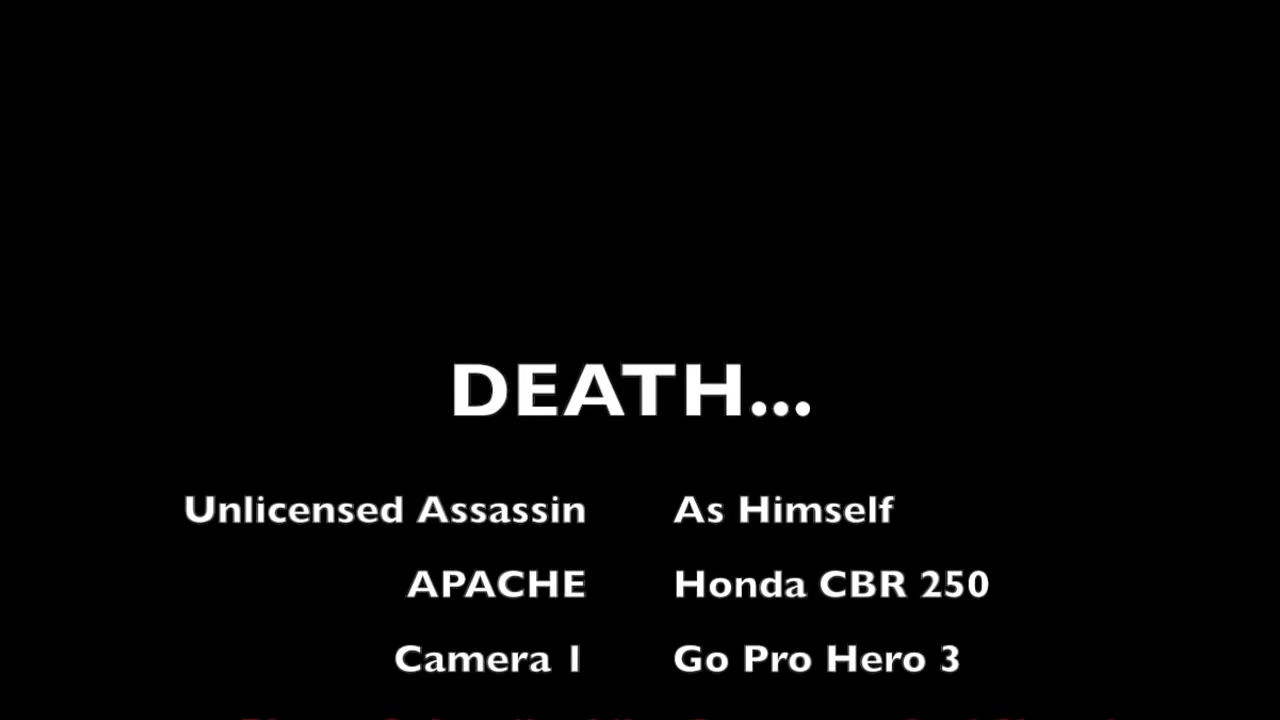 DEATH...
Unlicensed Assassin As Himself
APACHE Honda CBR 250
Camera 1 Go Pro Hero 3